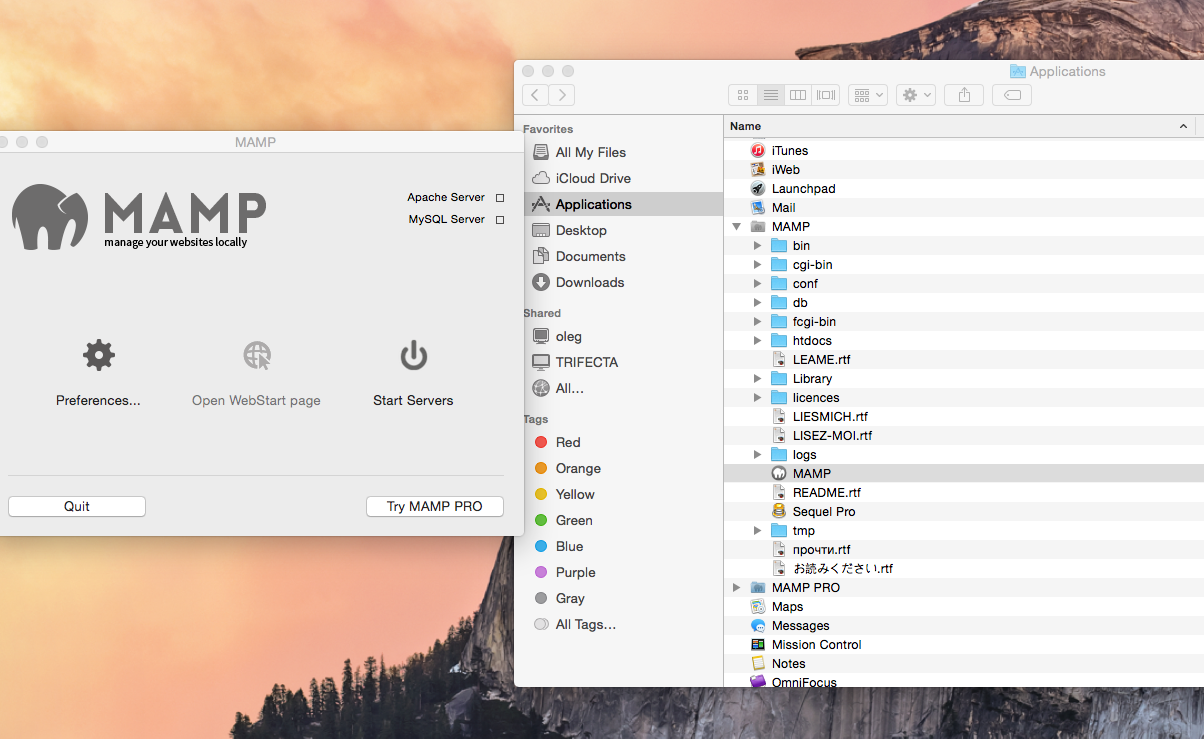 MAMP
MAMP
manage your websites locally
Apache Server
MySQL Server
Preferences...
Open WebStart page
Start Servers
Quit
Try MAMP PRO
Applications
Favorites
All My Files
iCloud Drive
Applications
Desktop
Documents
Downloads
Shared
oleg
TRIFECTA
All...
Tags
Red
Orange
Yellow
Green
Blue
Purple
Gray
All Tags...
Name
iTunes
iWeb
Launchpad
Mail
MAMP
bin
cgi-bin
conf
db
fcgi-bin
htdocs
LEAME.rtf
Library
licences
LIESMICH.rtf
LISEZ-MOI.rtf
logs
MAMP
README.rtf
Sequel Pro
tmp
прочти.rtf
お読みください.rtf
MAMP PRO
Maps
Messages
Mission Control
Notes
OmniFocus